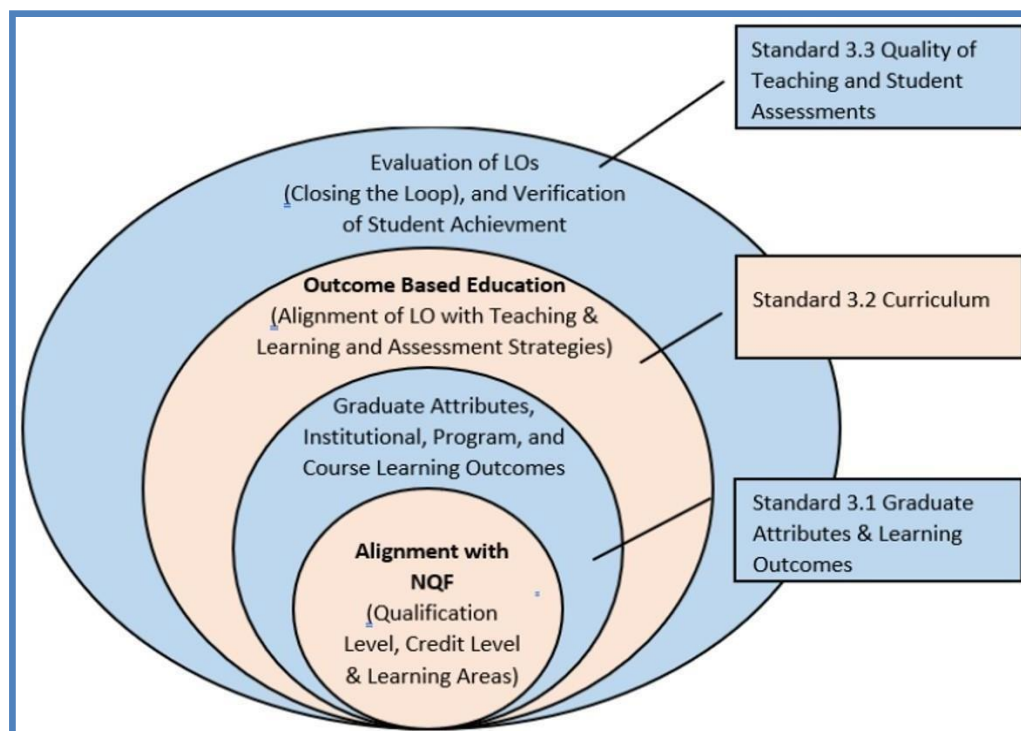 Standard 3.3 Quality of
Teaching and Student
Assessments
Evaluation of LOs
(Closing the Loop), and Verification
of Student Achievment
Outcome Based Education
(Alignment of LO with Teaching &
Learning and Assessment Strategies)
Standard 3.2 Curriculum
Graduate Attributes,
Institutional, Program, and
Course Learning Outcomes
Standard 3.1 Graduate
Attributes & Learning
Outcomes
Alignment with
NQF
(Qualification
Level, Credit Level
& Learning Areas)